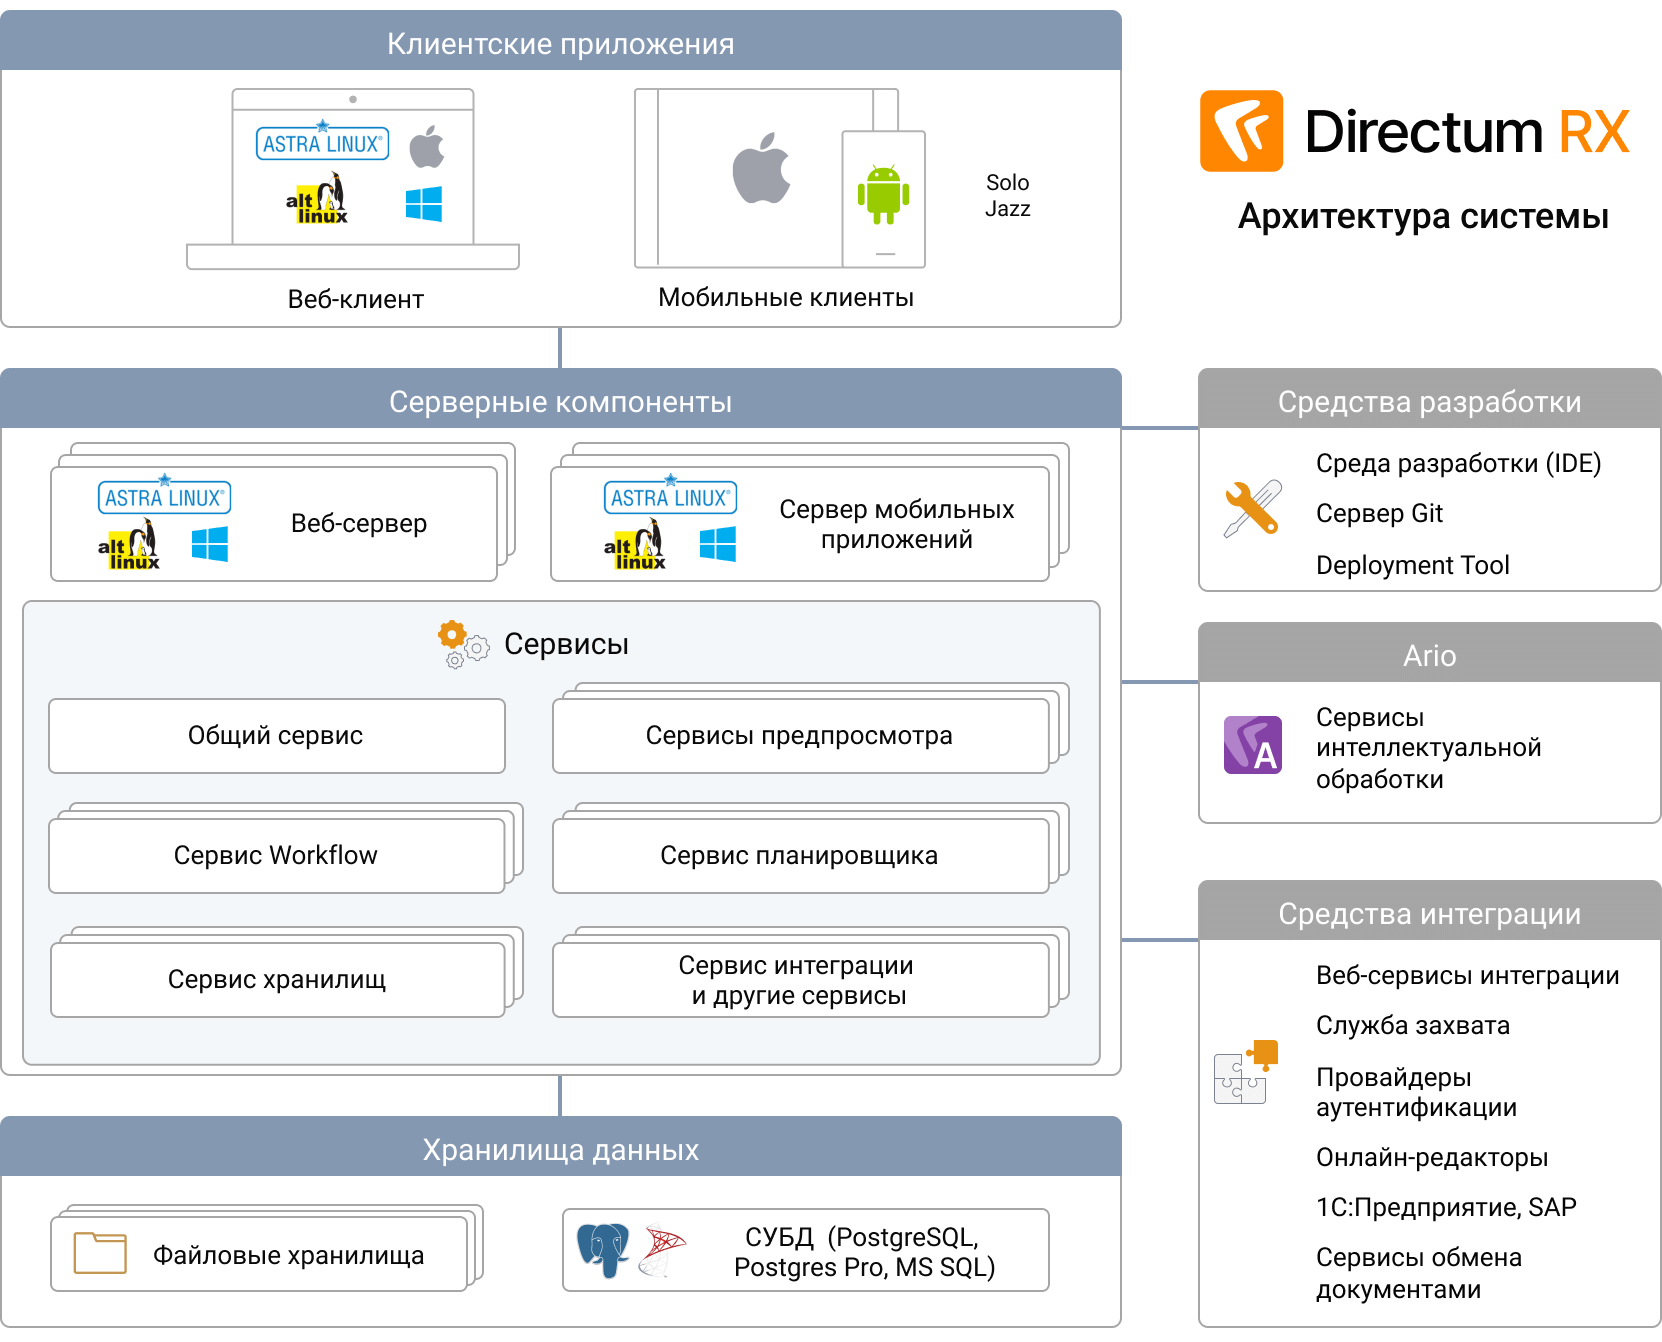 Клиентские приложения
ASTRA LINUX®
alt
linux
Веб-клиент
Мобильные клиенты
Solo
Jazz
Directum RX
Архитектура системы
Серверные компоненты
ASTRA LINUX®
alt
linux
Веб-сервер
ASTRA LINUX®
alt
linux
Сервер мобильных
приложений
Сервисы
Общий сервис
Сервисы предпросмотра
Сервис Workflow
Сервис планировщика
Сервис хранилищ
Сервис интеграции
и другие сервисы
Хранилища данных
Файловые хранилища
СУБД (PostgreSQL,
Postgres Pro, MS SQL)
Средства разработки
Среда разработки (IDE)
Сервер Git
Deployment Tool
Ario
A
Сервисы
интеллектуальной
обработки
Средства интеграции
Веб-сервисы интеграции
Служба захвата
Провайдеры
аутентификации
Онлайн-редакторы
1С:Предприятие, SAP
Сервисы обмена
документами